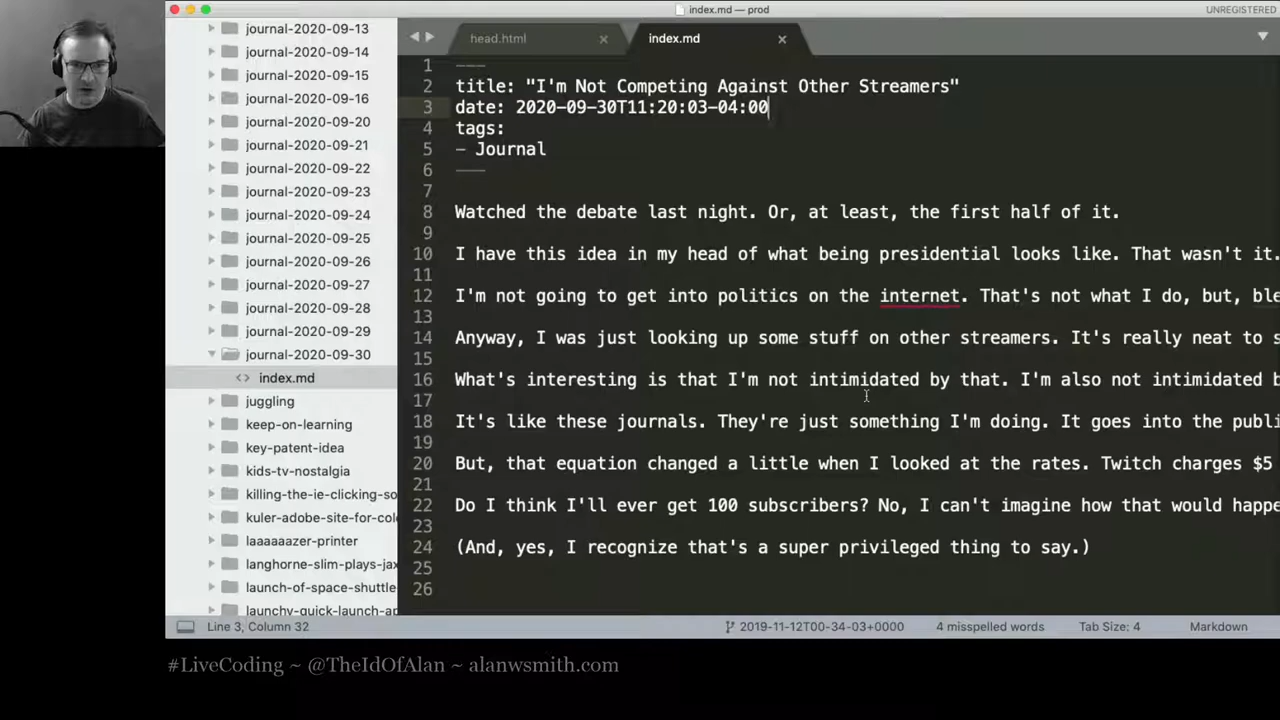 index.md — prod
UNREGISTERED
journal-2020-09-13
journal-2020-09-14
journal-2020-09-15
journal-2020-09-16
journal-2020-09-20
journal-2020-09-21
journal-2020-09-22
journal-2020-09-23
journal-2020-09-24
journal-2020-09-25
journal-2020-09-26
journal-2020-09-27
journal-2020-09-28
journal-2020-09-29
journal-2020-09-30
<> index.md
juggling
keep-on-learning
key-patent-idea
kids-tv-nostalgia
killing-the-ie-clicking-so
kuler-adobe-site-for-col
laaaaaazer-printer
langhorne-slim-plays-jax
launch-of-space-shuttle
launchy-quick-launch-ap
head.html
index.md
1 ---
2 title: "I'm Not Competing Against Other Streamers"
3 date: 2020-09-30T11:20:03-04:00
4 tags:
5 - Journal
6 ---
7
8 Watched the debate last night. Or, at least, the first half of it.
9
10 I have this idea in my head of what being presidential looks like. That wasn't it.
11
12 I'm not going to get into politics on the internet. That's not what I do, but, ble
13
14 Anyway, I was just looking up some stuff on other streamers. It's really neat to s
15
16 What's interesting is that I'm not intimidated by that. I'm also not intimidated b
17
18 It's like these journals. They're just something I'm doing. It goes into the publi
19
20 But, that equation changed a little when I looked at the rates. Twitch charges $5
21
22 Do I think I'll ever get 100 subscribers? No, I can't imagine how that would happe
23
24 (And, yes, I recognize that's a super privileged thing to say.)
25
26
Line 3, Column 32
2019-11-12T00-34-03+0000
4 misspelled words
Tab Size: 4
Markdown
#LiveCoding ~ @TheIdOfAlan ~ alanwsmith.com